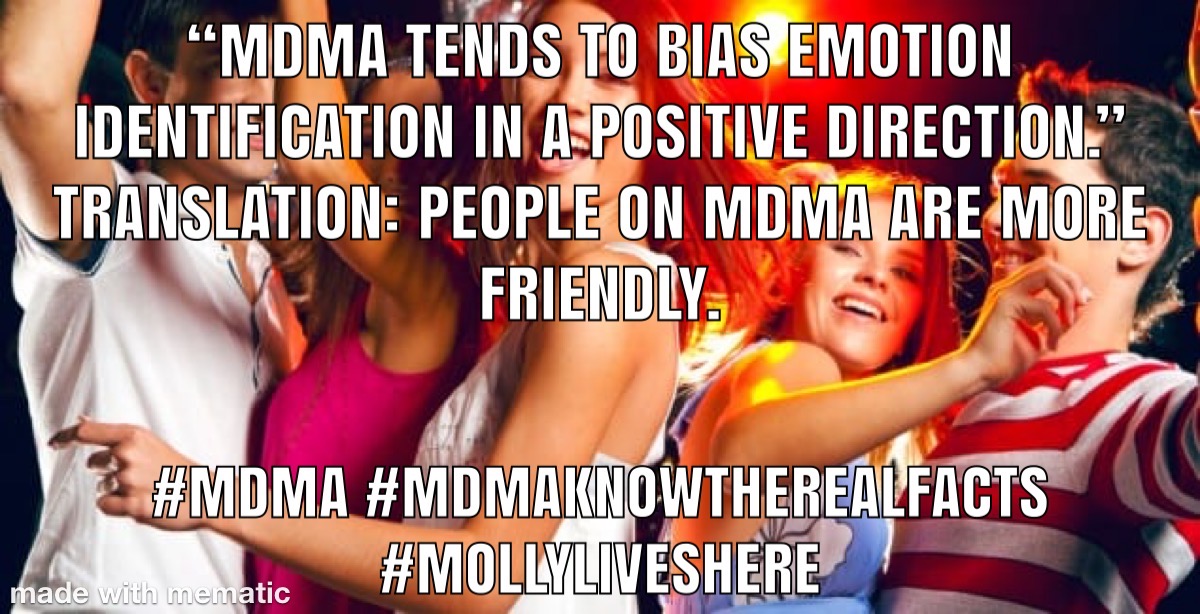 “MDMA TENDS TO BIAS EMOTION
IDENTIFICATION IN A POSITIVE DIRECTION.”
TRANSLATION: PEOPLE ON MDMA ARE MORE
FRIENDLY.
#MDMA #MDMAKNOWTHEREALFACTS
#MOLLYLIVESHERE
made with mematic